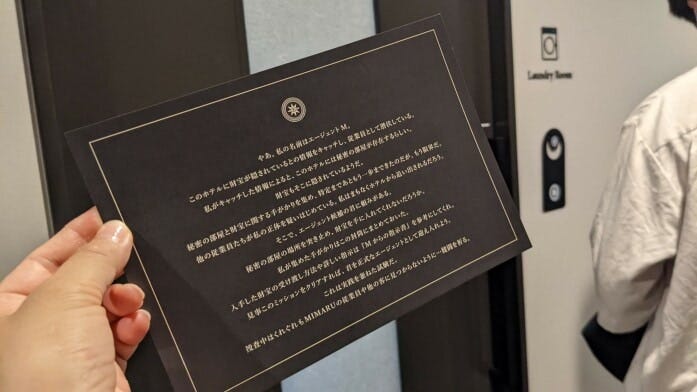 やあ、私の名前はエージェントM。
このホテルに財宝が隠されているとの情報をキャッチし、従業員として潜伏している。
私がキャッチした情報によると、このホテルには秘密の部屋が存在するらしい。
財宝もそこに隠されているようだ。
秘密の部屋と財宝に関する手がかりを集め、特定まであともう一歩まできたのだが、もう限界だ。
他の従業員たちが私の正体を疑いはじめている。私はまもなくホテルから追い出されるだろう。
そこで、エージェント候補の君に頼みがある。
秘密の部屋の場所を突き止め、財宝を手に入れてくれないだろうか。
私が集めた手がかりはこの封筒にまとめておいた。
入手した財宝の受け渡し方法や詳しい指示は「Mからの指示書」を参考にしてくれ。
見事このミッションをクリアすれば、君を正式なエージェントとして迎え入れよう。
これは実践を兼ねた試験だ。
捜査中はくれぐれもMIMARUの従業員や他の客に見つからないように…健闘を祈る。
Laundry Room